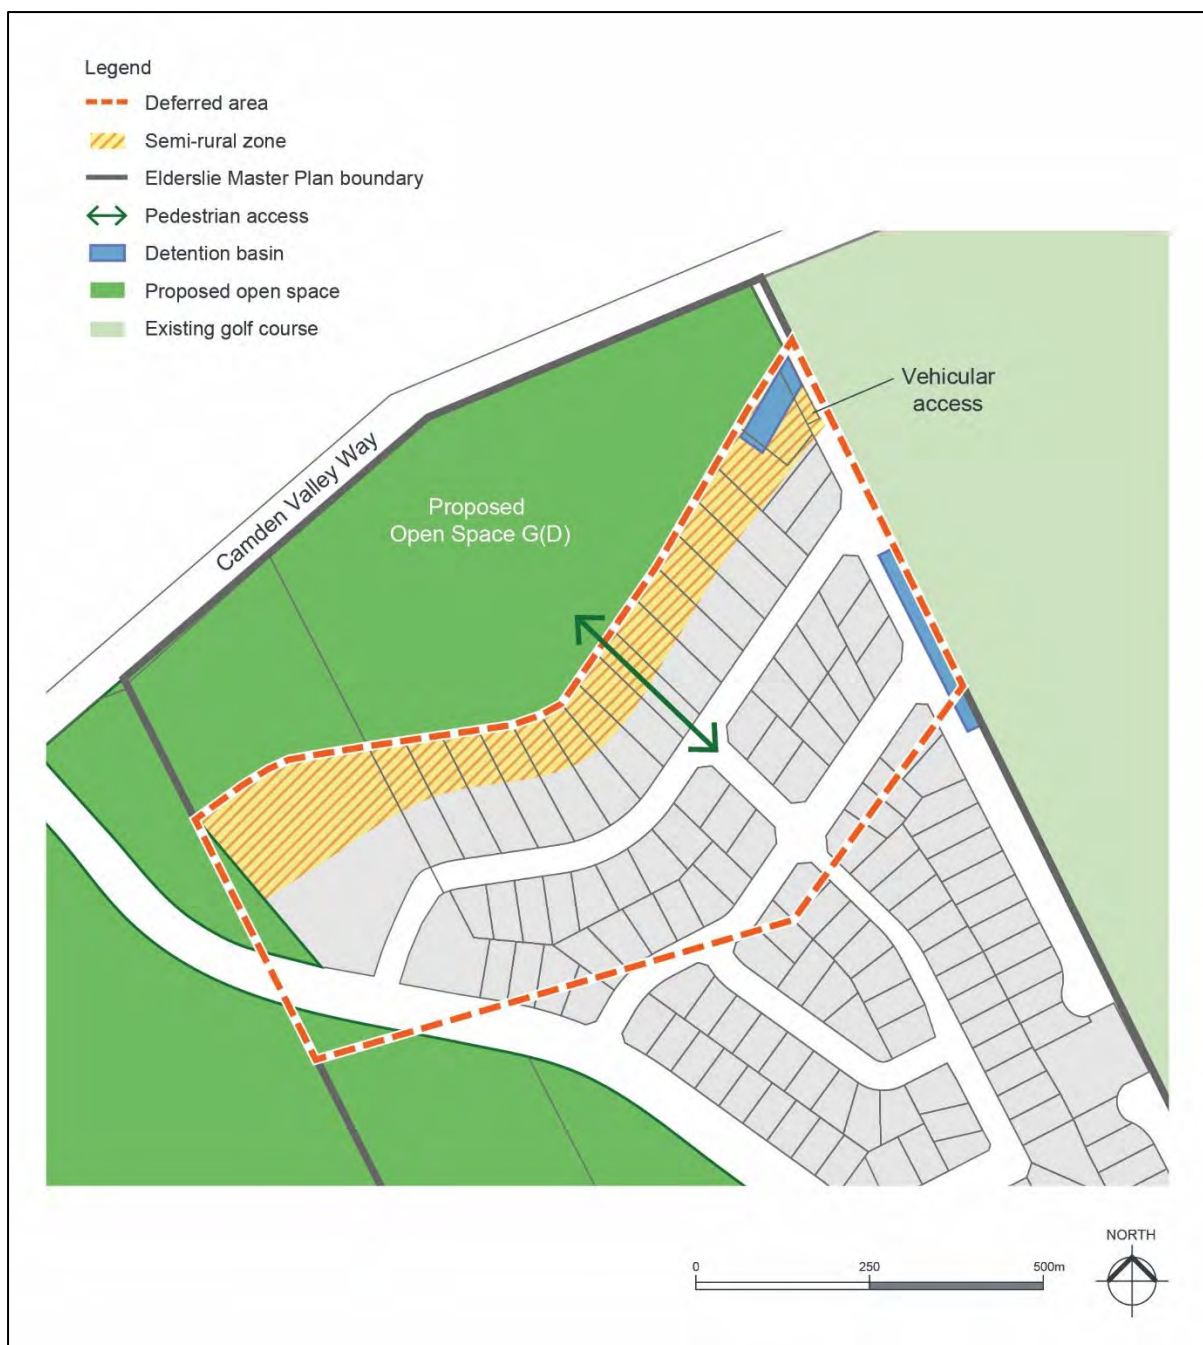 Legend
Deferred area
Semi-rural zone
Elderslie Master Plan boundary
Pedestrian access
Detention basin
Proposed open space
Existing golf course
Vehicular
access
Camden Valley Way
Proposed
Open Space G(D)
NORTH
0 250 500m